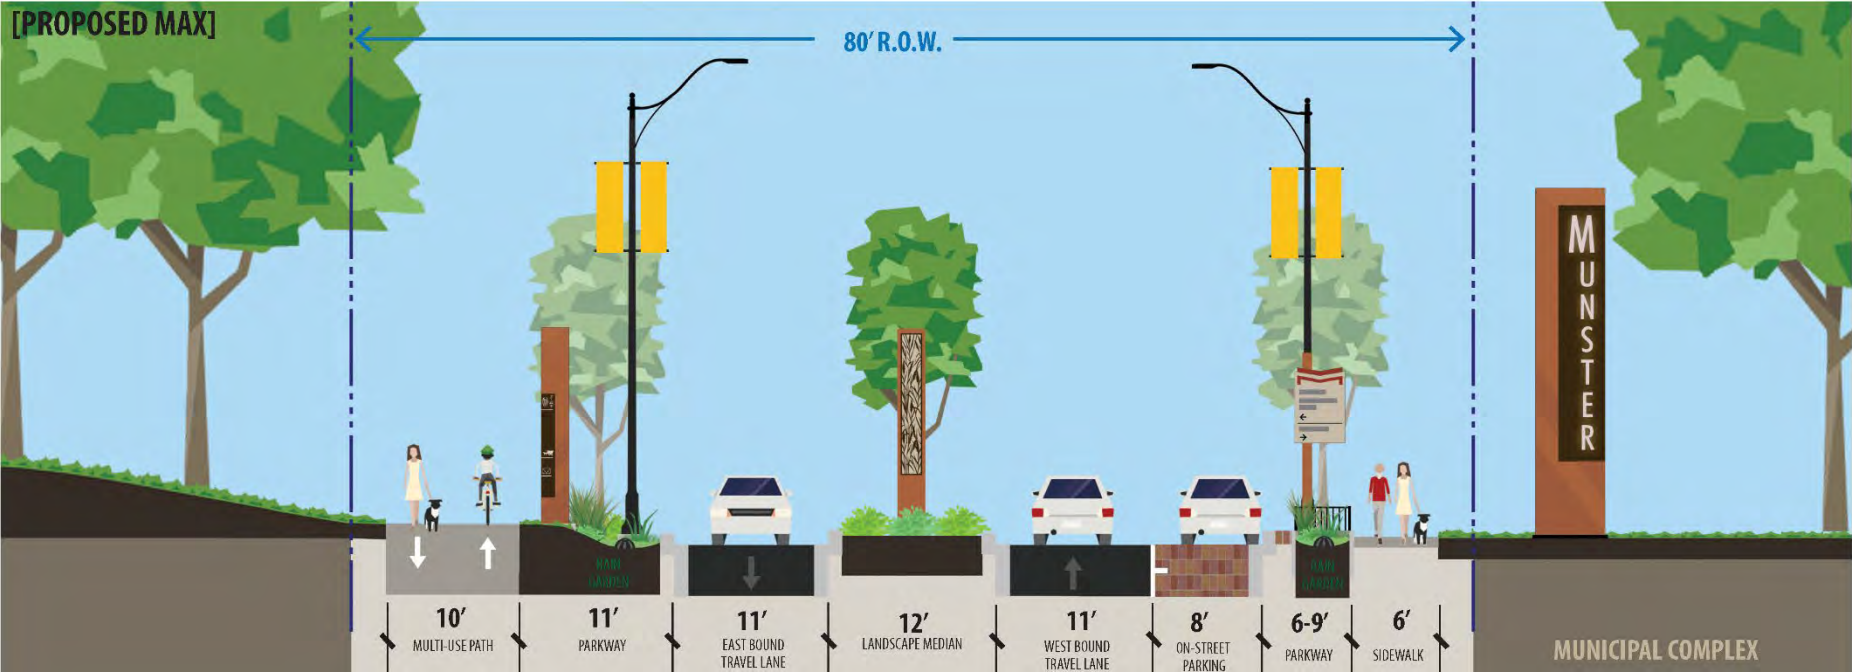 [PROPOSED MAX]
80' R.O.W.
MUNSTER
RAIN
GARDEN
RAIN
GARDEN
10'
MULTI-USE PATH
11'
PARKWAY
11'
EAST BOUND
TRAVEL LANE
12'
LANDSCAPE MEDIAN
11'
WEST BOUND
TRAVEL LANE
8'
ON-STREET
PARKING
6-9'
PARKWAY
6'
SIDEWALK
MUNICIPAL COMPLEX